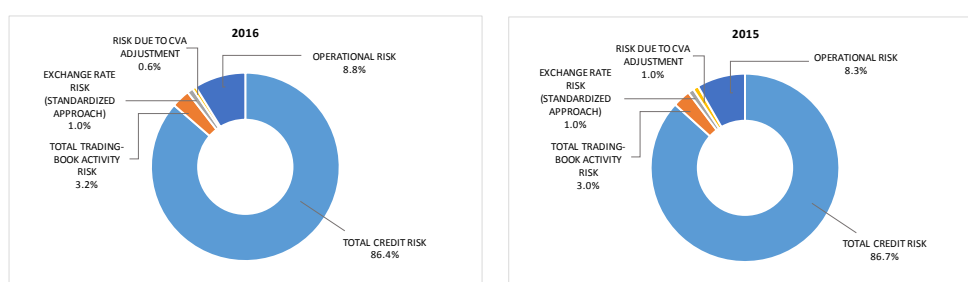 2016
RISK DUE TO CVA
ADJUSTMENT
0.6%
OPERATIONAL RISK
8.8%
EXCHANGE RATE
RISK
(STANDARDIZED
APPROACH)
1.0%
TOTAL TRADING-
BOOK ACTIVITY
RISK
3.2%
TOTAL CREDIT RISK
86.4%
2015
RISK DUE TO CVA
ADJUSTMENT
1.0%
OPERATIONAL RISK
8.3%
EXCHANGE RATE
RISK
(STANDARDIZED
APPROACH)
1.0%
TOTAL TRADING-
BOOK ACTIVITY
RISK
3.0%
TOTAL CREDIT RISK
86.7%